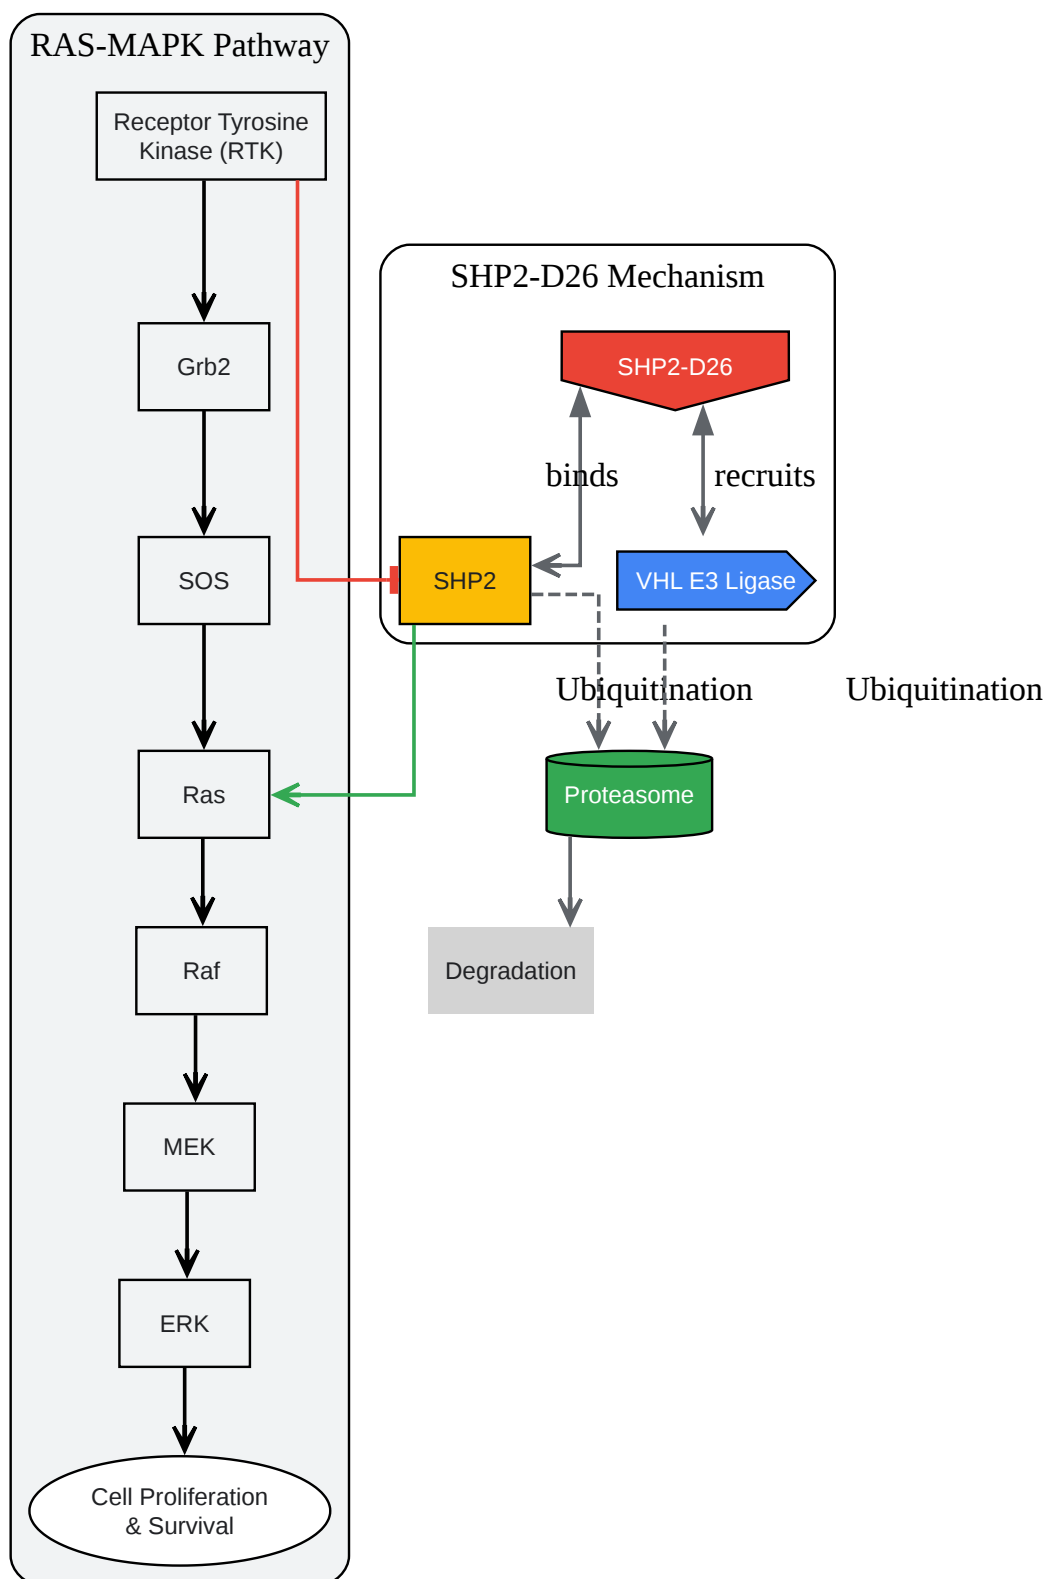 RAS-MAPK Pathway
Receptor Tyrosine
Kinase (RTK)
SHP2-D26 Mechanism
Grb2
SHP2-D26
binds
recruits
SOS
SHP2
VHL E3 Ligase
Ubiquitination
Ubiquitination
Ras
Proteasome
Raf
Degradation
MEK
ERK
Cell Proliferation
& Survival